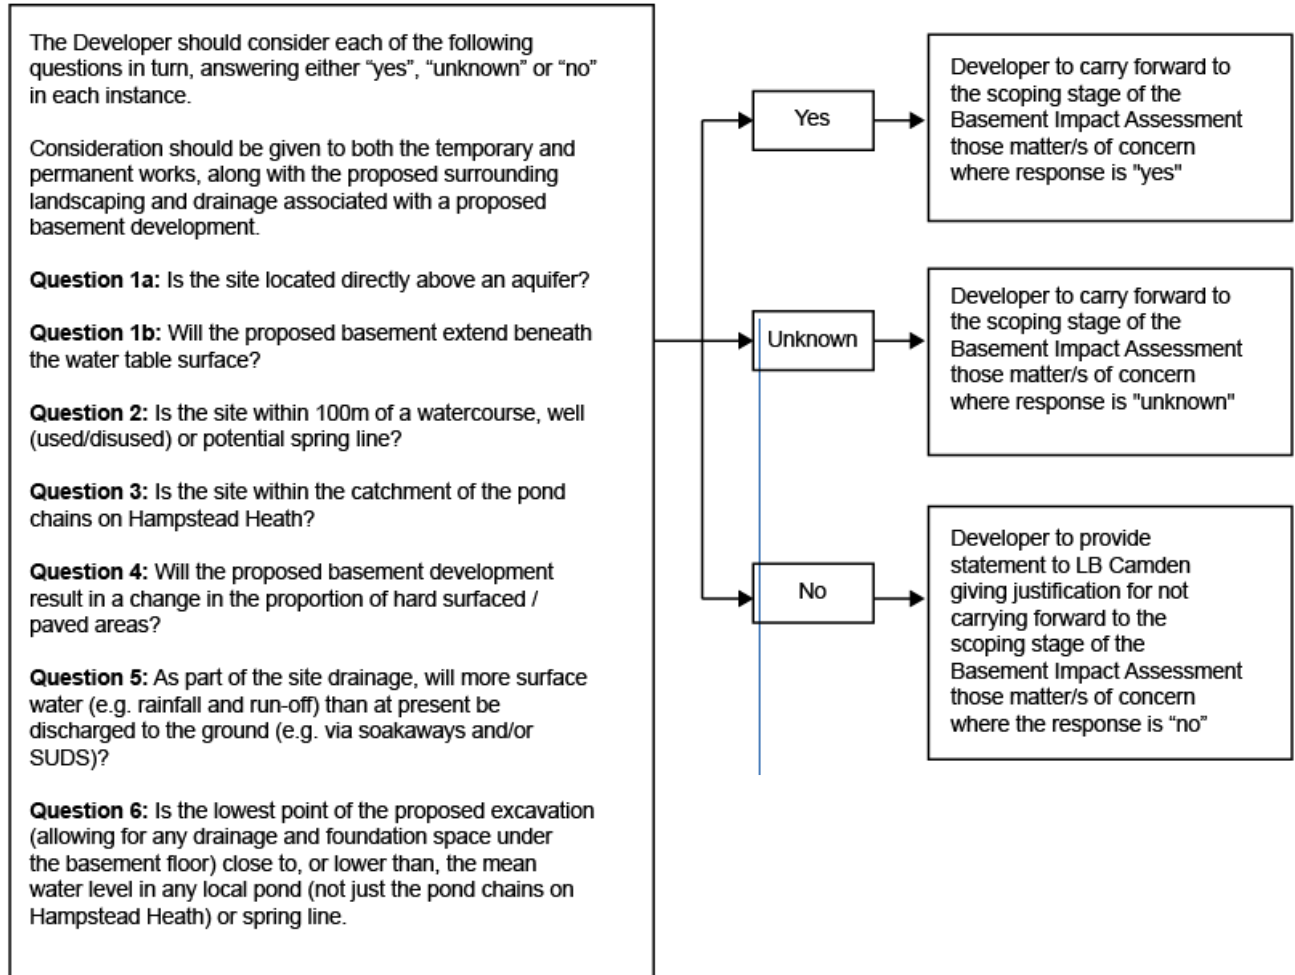 The Developer should consider each of the following
questions in turn, answering either “yes”, “unknown” or “no”
in each instance.
Consideration should be given to both the temporary and
permanent works, along with the proposed surrounding
landscaping and drainage associated with a proposed
basement development.
Question 1a: Is the site located directly above an aquifer?
Question 1b: Will the proposed basement extend beneath
the water table surface?
Question 2: Is the site within 100m of a watercourse, well
(used/disused) or potential spring line?
Question 3: Is the site within the catchment of the pond
chains on Hampstead Heath?
Question 4: Will the proposed basement development
result in a change in the proportion of hard surfaced /
paved areas?
Question 5: As part of the site drainage, will more surface
water (e.g. rainfall and run-off) than at present be
discharged to the ground (e.g. via soakaways and/or
SUDS)?
Question 6: Is the lowest point of the proposed excavation
(allowing for any drainage and foundation space under
the basement floor) close to, or lower than, the mean
water level in any local pond (not just the pond chains on
Hampstead Heath) or spring line.
Yes
Developer to carry forward to
the scoping stage of the
Basement Impact Assessment
those matter/s of concern
where response is "yes"
Unknown
Developer to carry forward to
the scoping stage of the
Basement Impact Assessment
those matter/s of concern
where response is "unknown"
No
Developer to provide
statement to LB Camden
giving justification for not
carrying forward to the
scoping stage of the
Basement Impact Assessment
those matter/s of concern
where the response is “no”